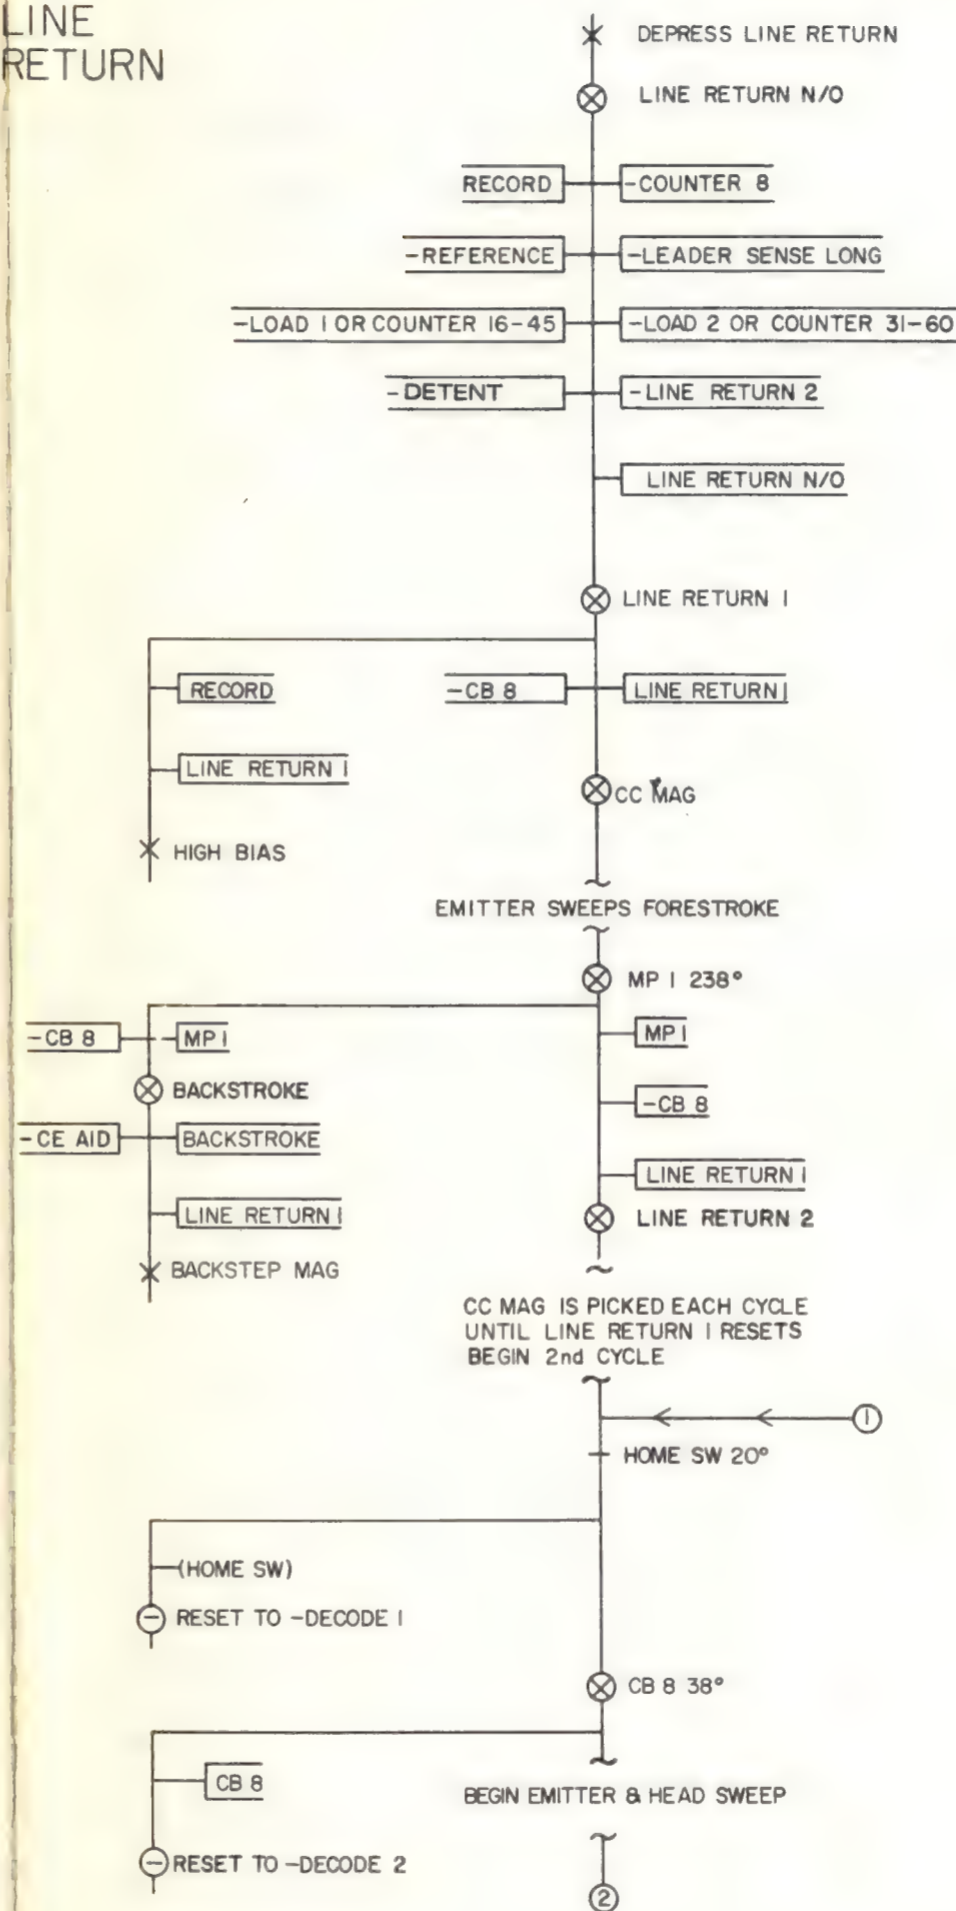 LINE
RETURN
DEPRESS LINE RETURN
LINE RETURN N/O
RECORD
-COUNTER 8
-REFERENCE
-LEADER SENSE LONG
-LOAD 1 OR COUNTER 16-45
-LOAD 2 OR COUNTER 31-60
-DETENT
-LINE RETURN 2
LINE RETURN N/O
LINE RETURN 1
RECORD
-CB 8
LINE RETURN 1
LINE RETURN 1
CC MAG
HIGH BIAS
EMITTER SWEEPS FORESTROKE
MP 1 238°
-CB 8
MP 1
MP 1
BACKSTROKE
-CB 8
-CE AID
BACKSTROKE
LINE RETURN 1
LINE RETURN 1
LINE RETURN 2
BACKSTEP MAG
CC MAG IS PICKED EACH CYCLE
UNTIL LINE RETURN 1 RESETS
BEGIN 2nd CYCLE
1
HOME SW 20°
(HOME SW)
RESET TO -DECODE 1
CB 8 38°
CB 8
BEGIN EMITTER & HEAD SWEEP
RESET TO -DECODE 2
2